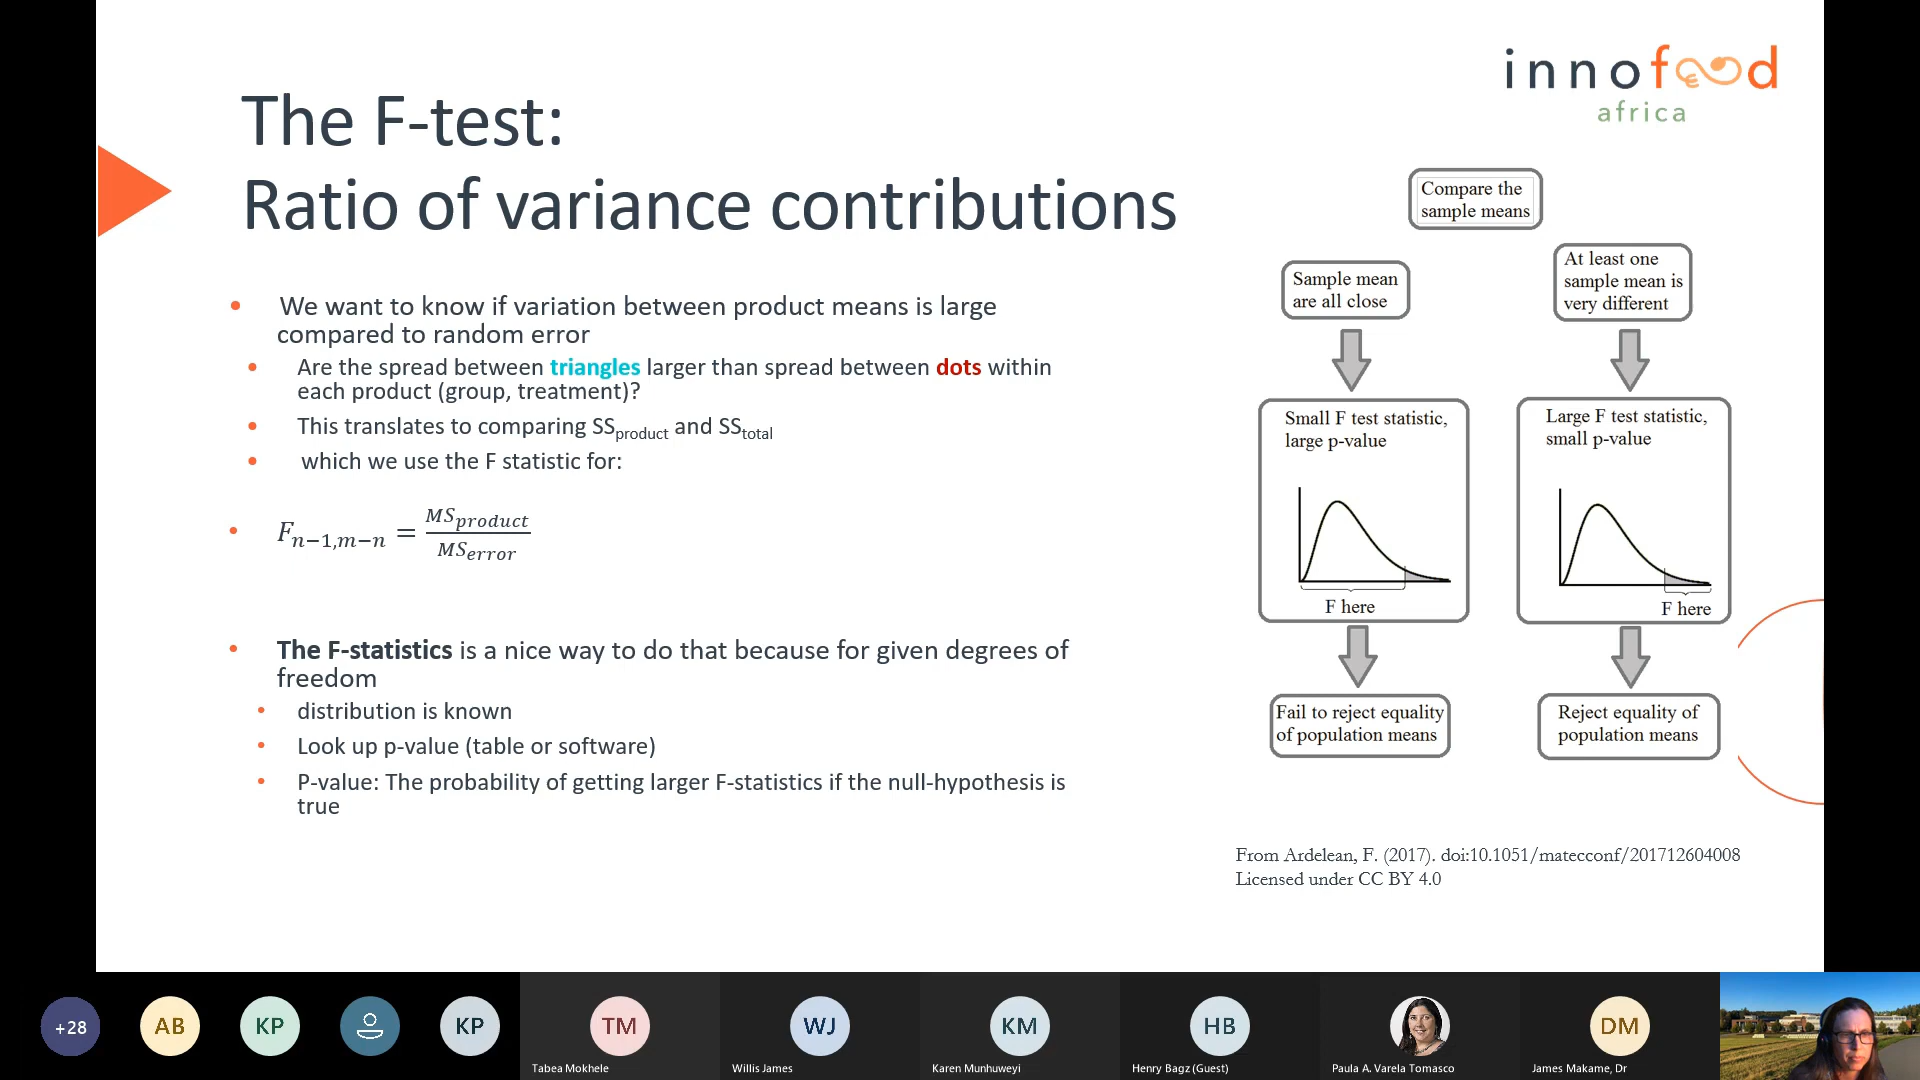 innofood
africa
The F-test:
Ratio of variance contributions
• We want to know if variation between product means is large
compared to random error
• Are the spread between triangles larger than spread between dots within
each product (group, treatment)?
• This translates to comparing SSproduct and SStotal
• which we use the F statistic for:
• Fn−1,m−n = MSproduct / MSerror
• The F-statistics is a nice way to do that because for given degrees of
freedom
• distribution is known
• Look up p-value (table or software)
• P-value: The probability of getting larger F-statistics if the null-hypothesis is
true
Compare the
sample means
Sample mean
are all close
At least one
sample mean is
very different
Small F test statistic,
large p-value
F here
Large F test statistic,
small p-value
F here
Fail to reject equality
of population means
Reject equality of
population means
From Ardelean, F. (2017). doi:10.1051/matecconf/201712604008
Licensed under CC BY 4.0
+28
AB
KP
KP
TM
Tabea Mokhele
WJ
Willis James
KM
Karen Munhuweyi
HB
Henry Bagz (Guest)
Paula A. Varela Tomasco
DM
James Makame, Dr